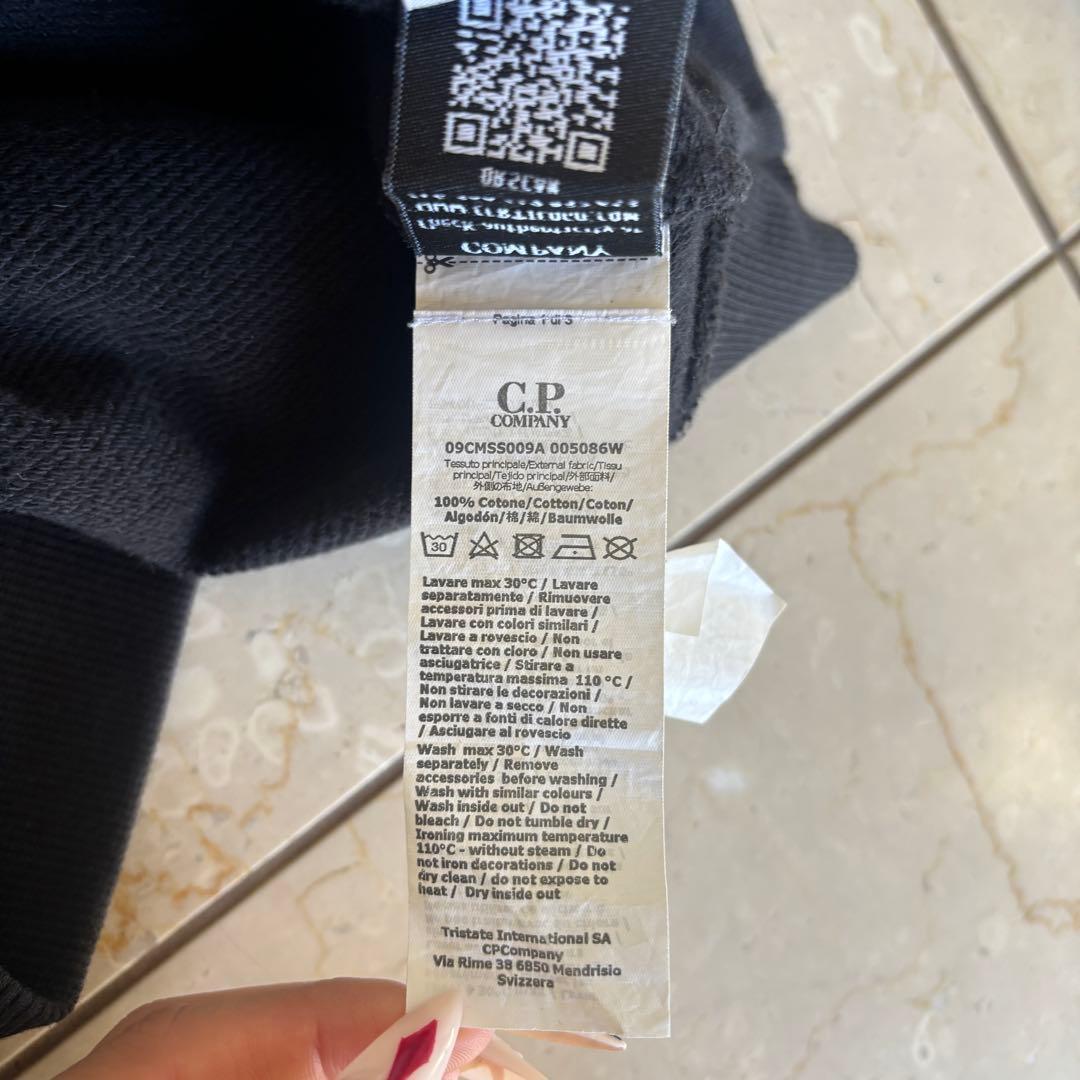 COMPANY
Pagina 1 di 3
C.P.
COMPANY
09CMSS009A 005086W
Tessuto principale/External fabric/Tissu
principal/Tejido principal/外部面料/
外側の布地/Außengewebe:
100% Cotone/Cotton/Coton/
Algodón/棉/綿/Baumwolle
30
Lavare max 30°C / Lavare
separatamente / Rimuovere
accessori prima di lavare /
Lavare con colori similari /
Lavare a rovescio / Non
trattare con cloro / Non usare
asciugatrice / Stirare a
temperatura massima 110 °C /
Non stirare le decorazioni /
Non lavare a secco / Non
esporre a fonti di calore dirette
/ Asciugare al rovescio
Wash max 30°C / Wash
separately / Remove
accessories before washing /
Wash with similar colours /
Wash inside out / Do not
bleach / Do not tumble dry /
Ironing maximum temperature
110°C - without steam / Do
not iron decorations / Do not
dry clean / do not expose to
heat / Dry inside out
Tristate International SA
CPCompany
Via Rime 38 6850 Mendrisio
Svizzera